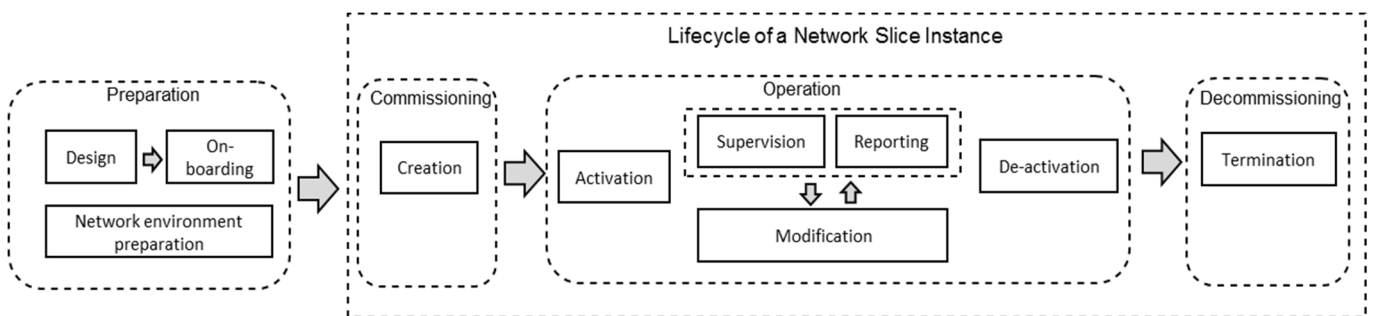 Lifecycle of a Network Slice Instance
Preparation
Design
On-
boarding
Network environment
preparation
Commissioning
Creation
Operation
Activation
Supervision
Reporting
Modification
De-activation
Decommissioning
Termination